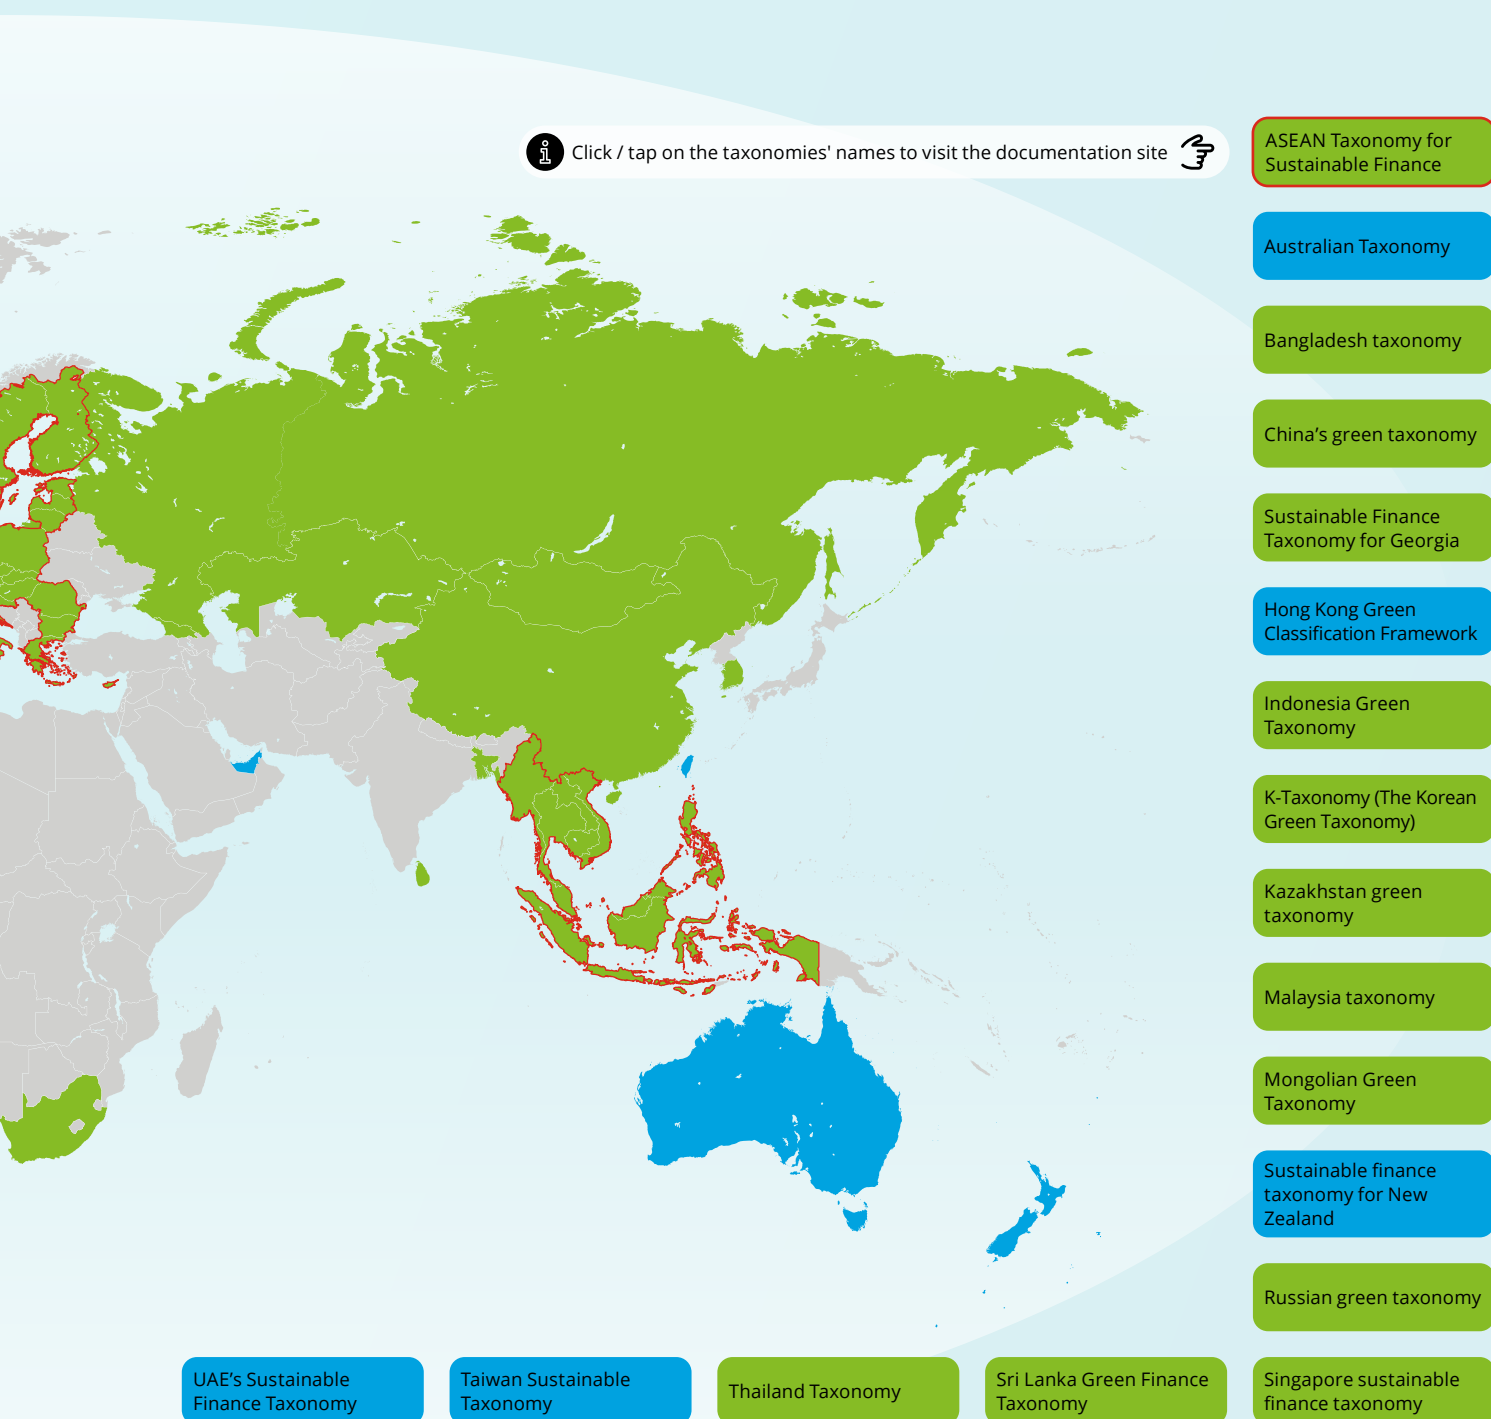 Click / tap on the taxonomies' names to visit the documentation site
ASEAN Taxonomy for
Sustainable Finance
Australian Taxonomy
Bangladesh taxonomy
China’s green taxonomy
Sustainable Finance
Taxonomy for Georgia
Hong Kong Green
Classification Framework
Indonesia Green
Taxonomy
K-Taxonomy (The Korean
Green Taxonomy)
Kazakhstan green
taxonomy
Malaysia taxonomy
Mongolian Green
Taxonomy
Sustainable finance
taxonomy for New
Zealand
Russian green taxonomy
UAE’s Sustainable
Finance Taxonomy
Taiwan Sustainable
Taxonomy
Thailand Taxonomy
Sri Lanka Green Finance
Taxonomy
Singapore sustainable
finance taxonomy